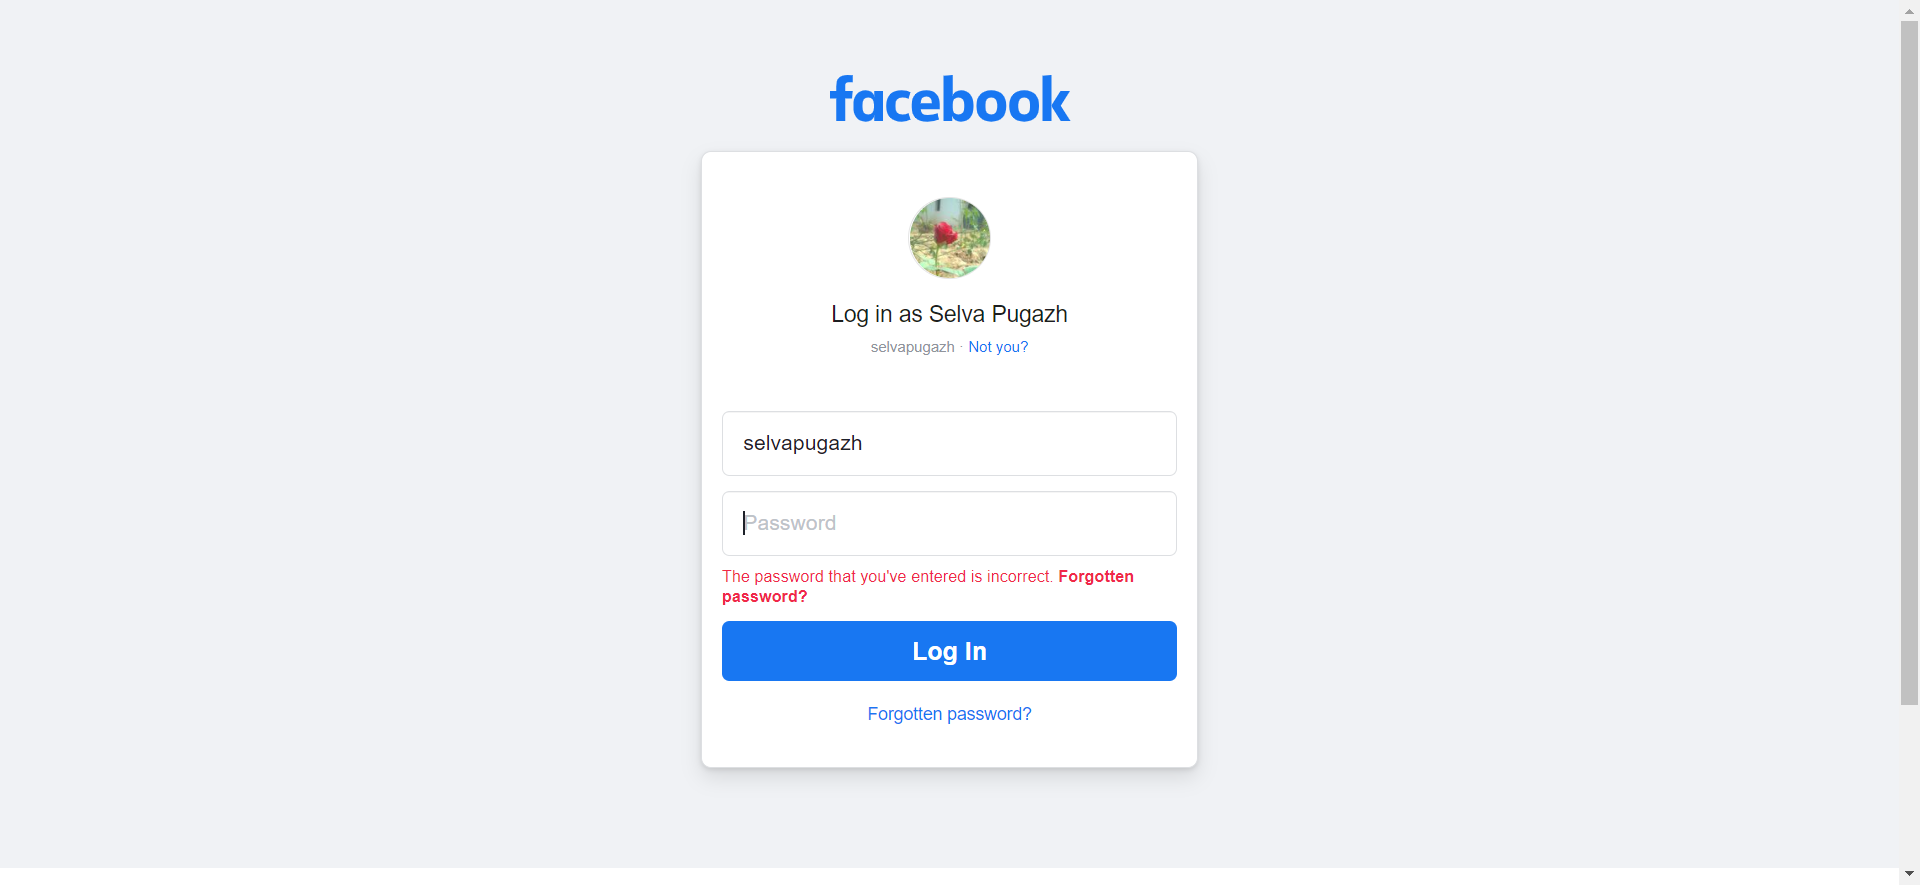 facebook
Log in as Selva Pugazh
selvapugazh · Not you?
selvapugazh
Password
The password that you've entered is incorrect. Forgotten
password?
Log In
Forgotten password?